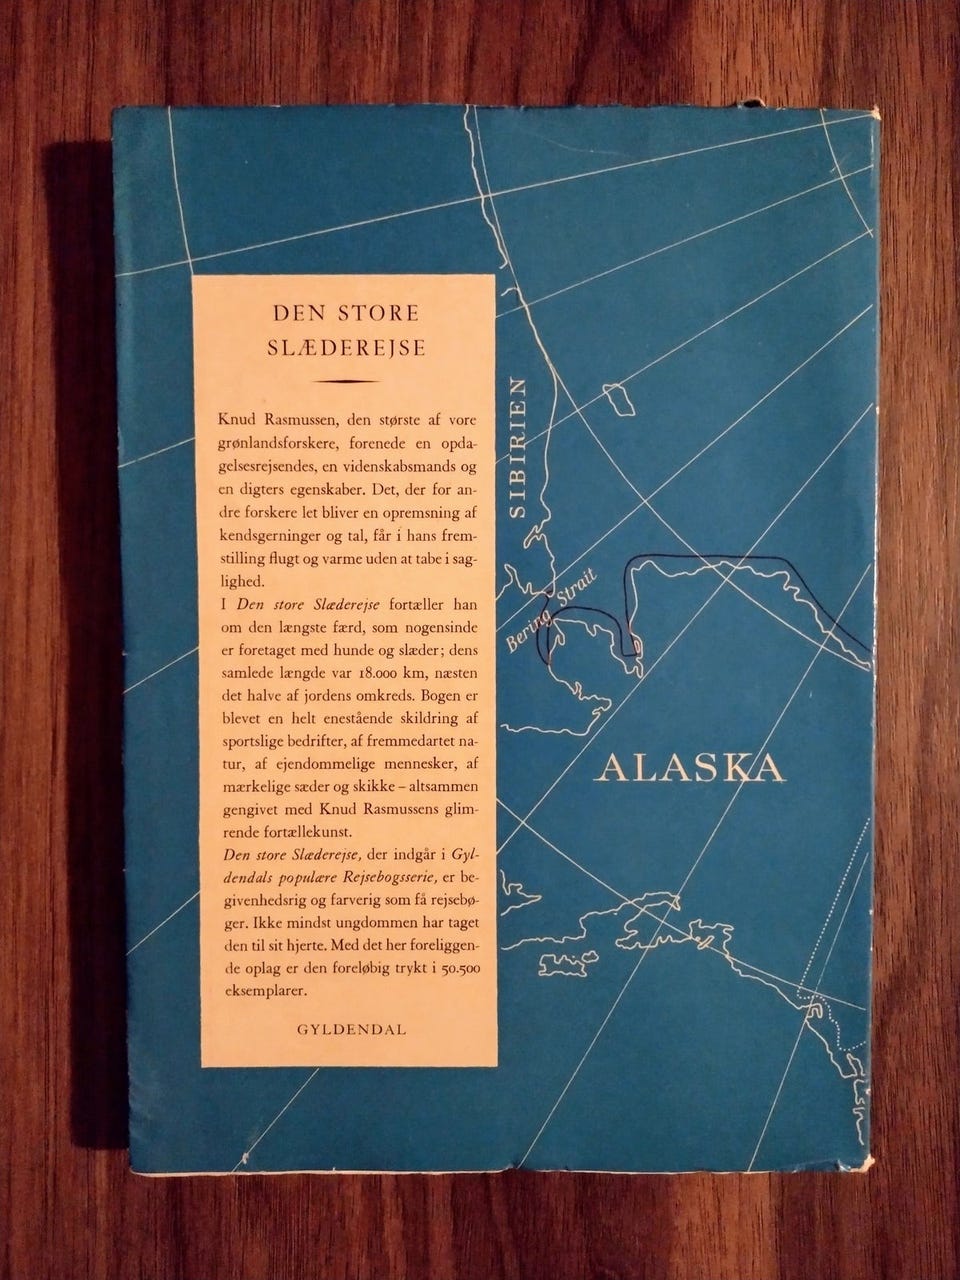 DEN STORE
SLÆDEREJSE
Knud Rasmussen, den største af vore
grønlandsforskere, forenede en opda-
gelsesrejsendes, en videnskabsmands og
en digters egenskaber. Det, der for an-
dre forskere let bliver en opremsning af
kendsgerninger og tal, får i hans frem-
stilling flugt og varme uden at tabe i sag-
lighed.
I Den store Slæderejse fortæller han
om den længste færd, som nogensinde
er foretaget med hunde og slæder; dens
samlede længde var 18.000 km, næsten
det halve af jordens omkreds. Bogen er
blevet en helt enestående skildring af
sportslige bedrifter, af fremmedartet na-
tur, af ejendommelige mennesker, af
mærkelige sæder og skikke – altsammen
gengivet med Knud Rasmussens glim-
rende fortællekunst.
Den store Slæderejse, der indgår i Gyl-
dendals populære Rejsebogsserie, er be-
givenhedsrig og farverig som få rejsebø-
ger. Ikke mindst ungdommen har taget
den til sit hjerte. Med det her foreliggen-
de oplag er den foreløbig trykt i 50.500
eksemplarer.
GYLDENDAL
SIBIRIEN
Bering Strait
ALASKA